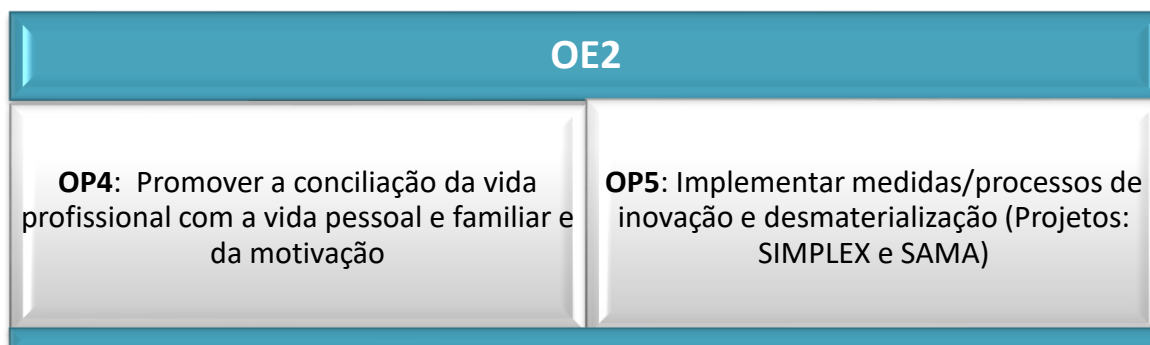 OE2
OP4: Promover a conciliação da vida
profissional com a vida pessoal e familiar e
da motivação
OP5: Implementar medidas/processos de
inovação e desmaterialização (Projetos:
SIMPLEX e SAMA)